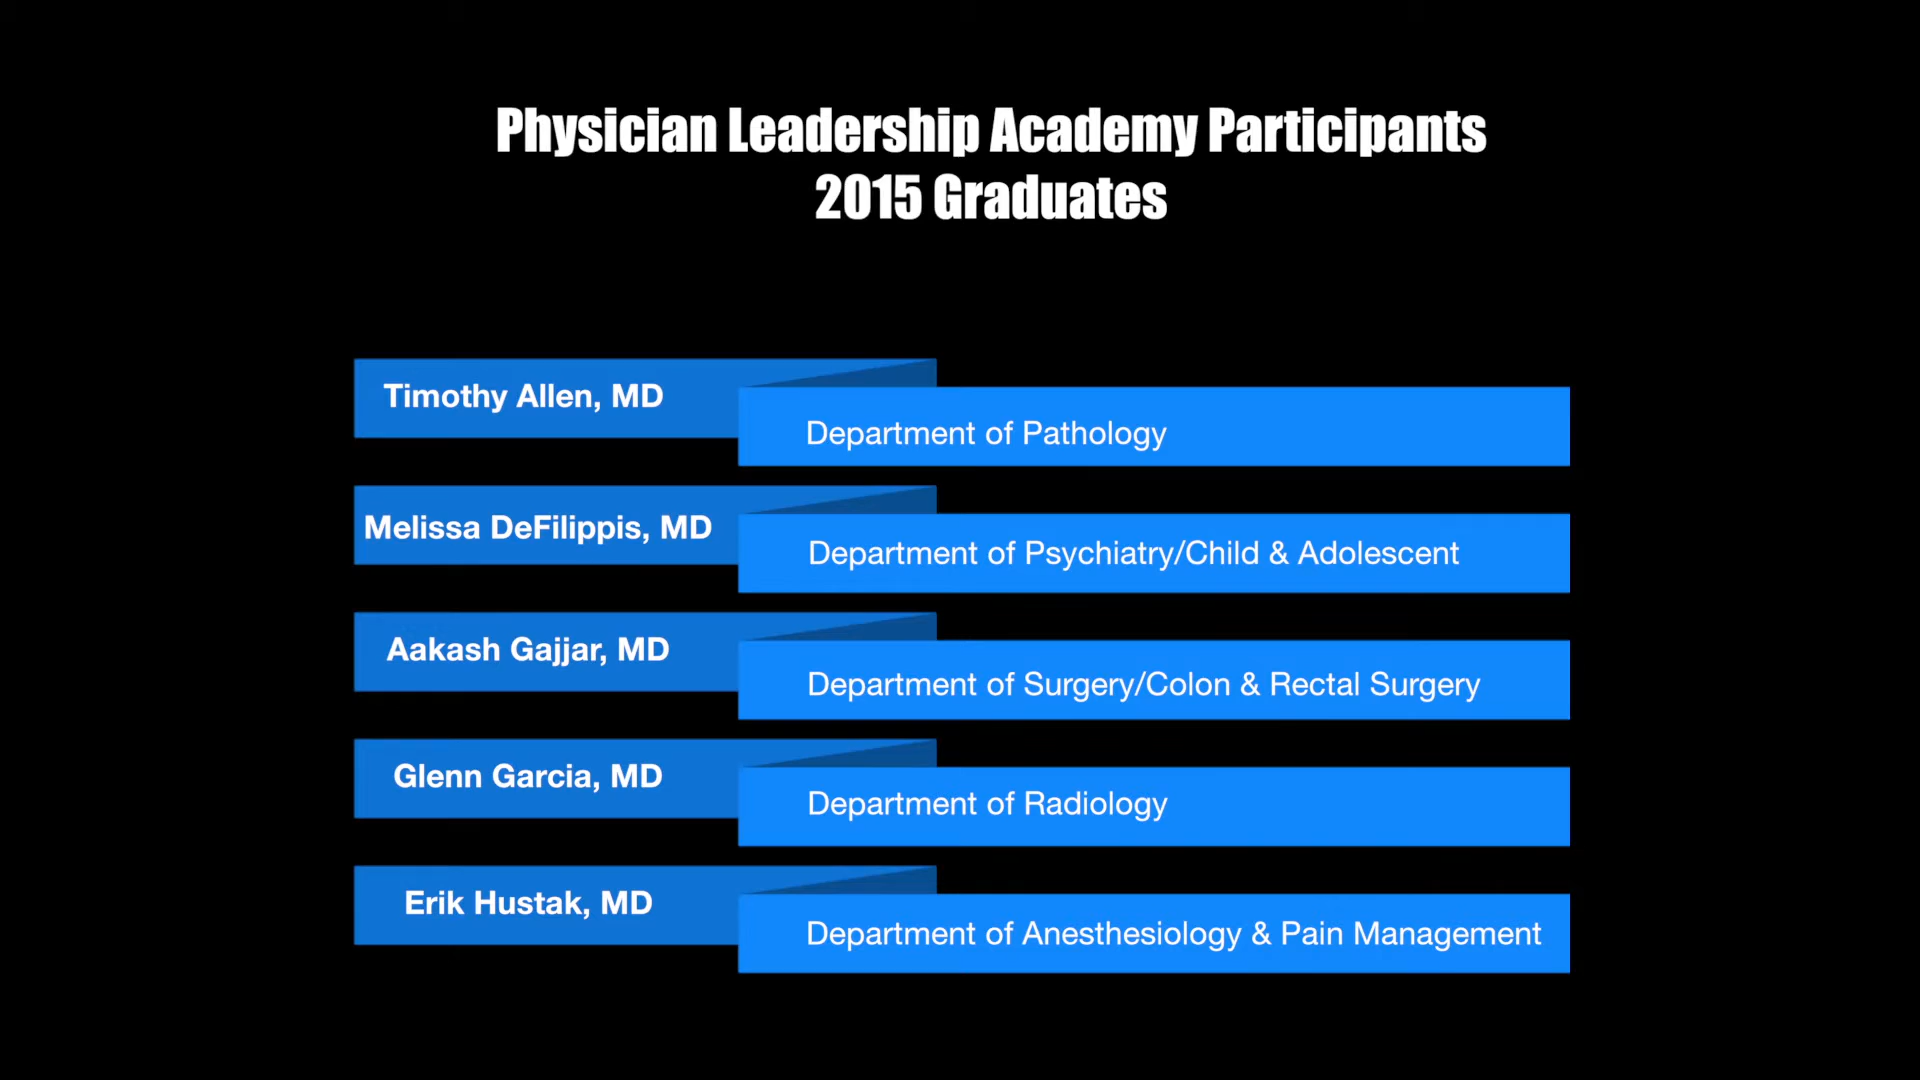 Physician Leadership Academy Participants
2015 Graduates
Timothy Allen, MD
Department of Pathology
Melissa DeFilippis, MD
Department of Psychiatry/Child & Adolescent
Aakash Gajjar, MD
Department of Surgery/Colon & Rectal Surgery
Glenn Garcia, MD
Department of Radiology
Erik Hustak, MD
Department of Anesthesiology & Pain Management